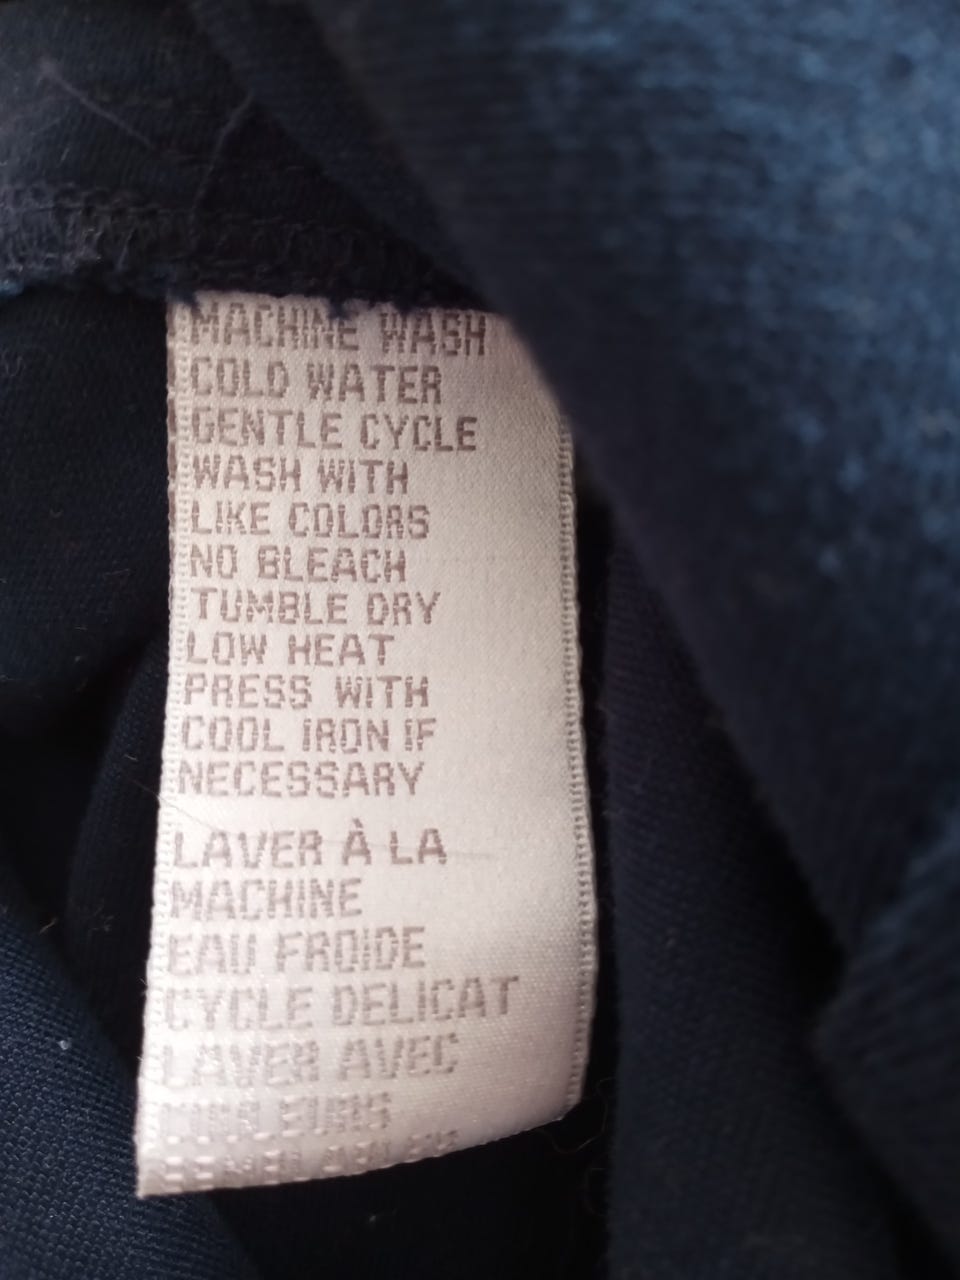 MACHINE WASH
COLD WATER
GENTLE CYCLE
WASH WITH
LIKE COLORS
NO BLEACH
TUMBLE DRY
LOW HEAT
PRESS WITH
COOL IRON IF
NECESSARY
LAVER À LA
MACHINE
EAU FROIDE
CYCLE DELICAT
LAVER AVEC